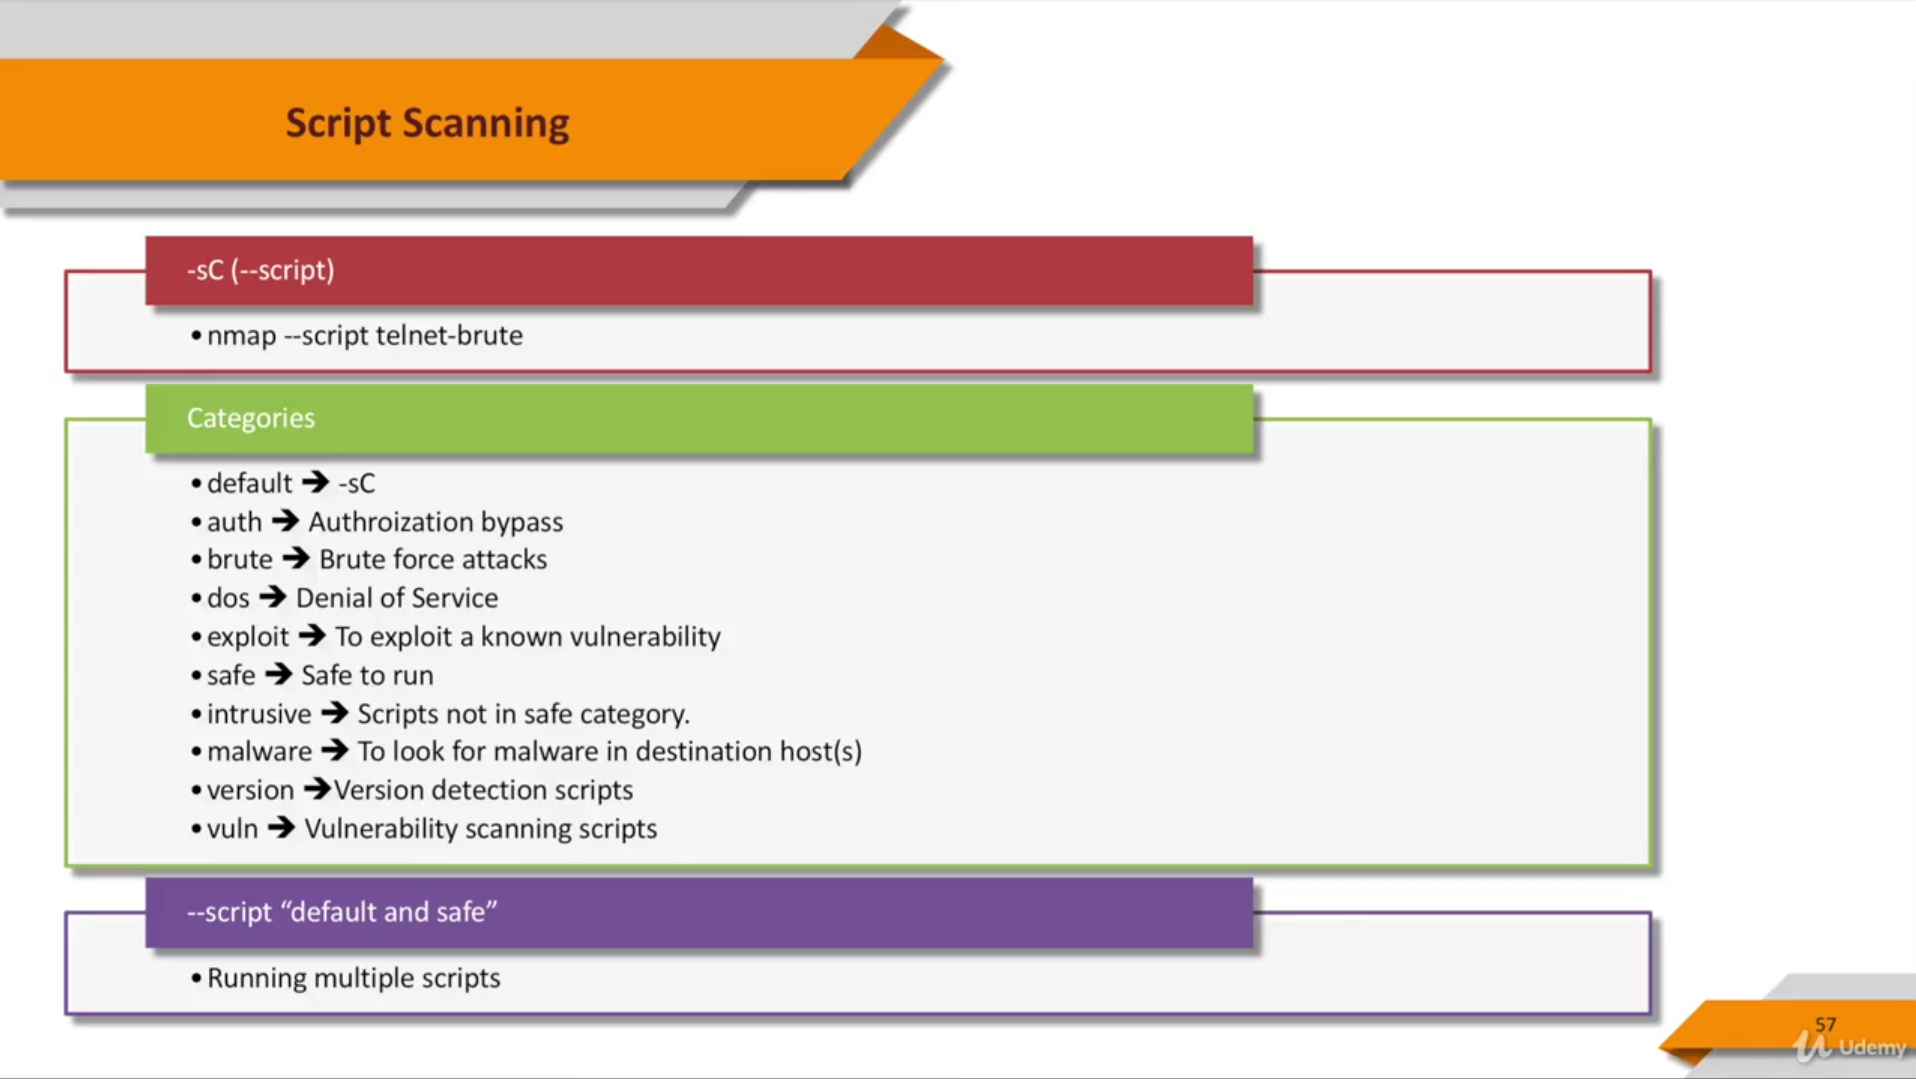 Script Scanning
-sC (--script)
•nmap --script telnet-brute
Categories
•default ➔ -sC
•auth ➔ Authroization bypass
•brute ➔ Brute force attacks
•dos ➔ Denial of Service
•exploit ➔ To exploit a known vulnerability
•safe ➔ Safe to run
•intrusive ➔ Scripts not in safe category.
•malware ➔ To look for malware in destination host(s)
•version ➔Version detection scripts
•vuln ➔ Vulnerability scanning scripts
--script “default and safe”
•Running multiple scripts
57
Udemy